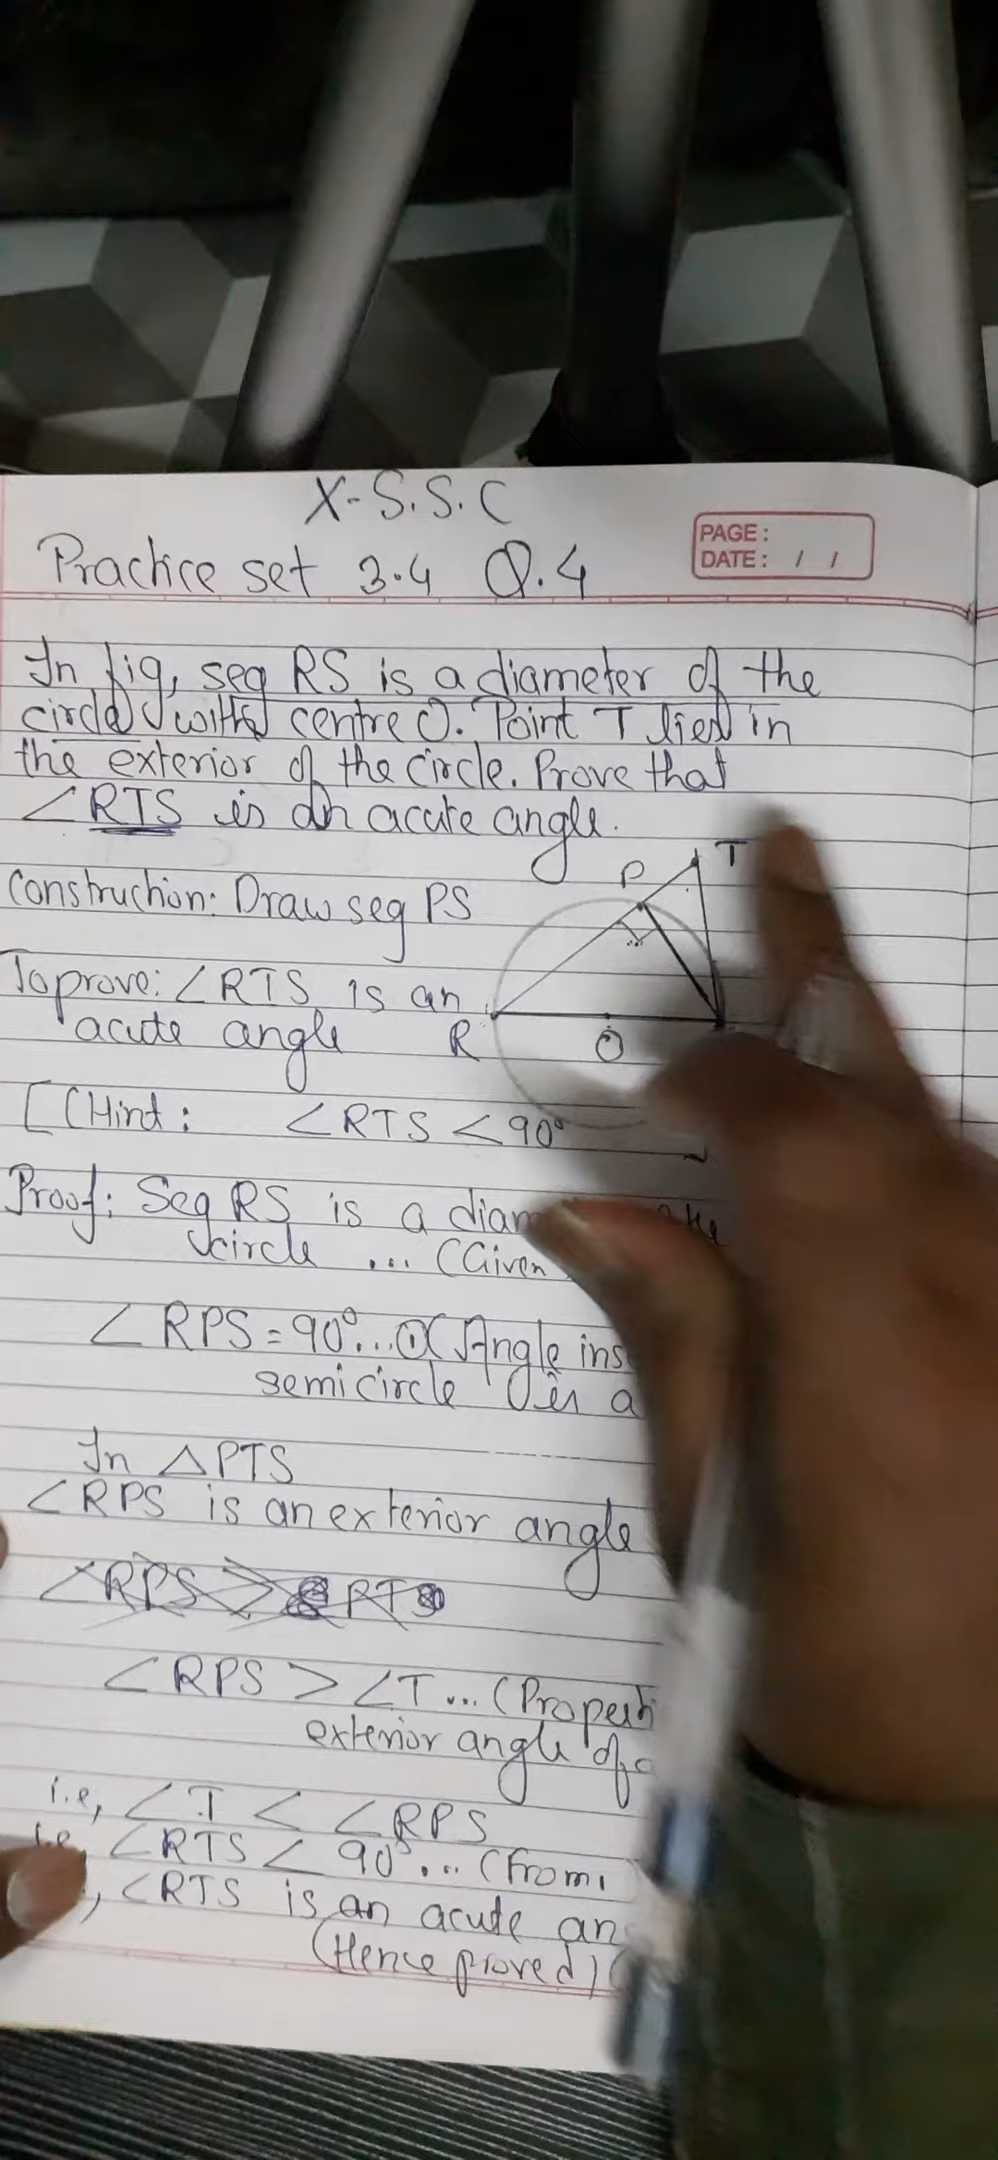 X-S.S.C
Practice set 3.4 Q.4
PAGE:
DATE: / /
In fig, seg RS is a diameter of the
circle with centre O. Point T lies in
the exterior of the circle. Prove that
∠RTS is an acute angle.
Construction: Draw seg PS
To prove: ∠RTS is an
acute angle
P
T
R
O
[(Hint: ∠RTS < 90°
Proof: Seg RS is a diam
circle ... (Given
∠RPS = 90°...① (Angle ins
semicircle is a
In △PTS
∠RPS is an exterior angle
∠RPS > ∠T ... (Properti
exterior angle of a
i.e, ∠T < ∠RPS
i.e ∠RTS < 90° ... (From 1
, ∠RTS is an acute an
(Hence proved)